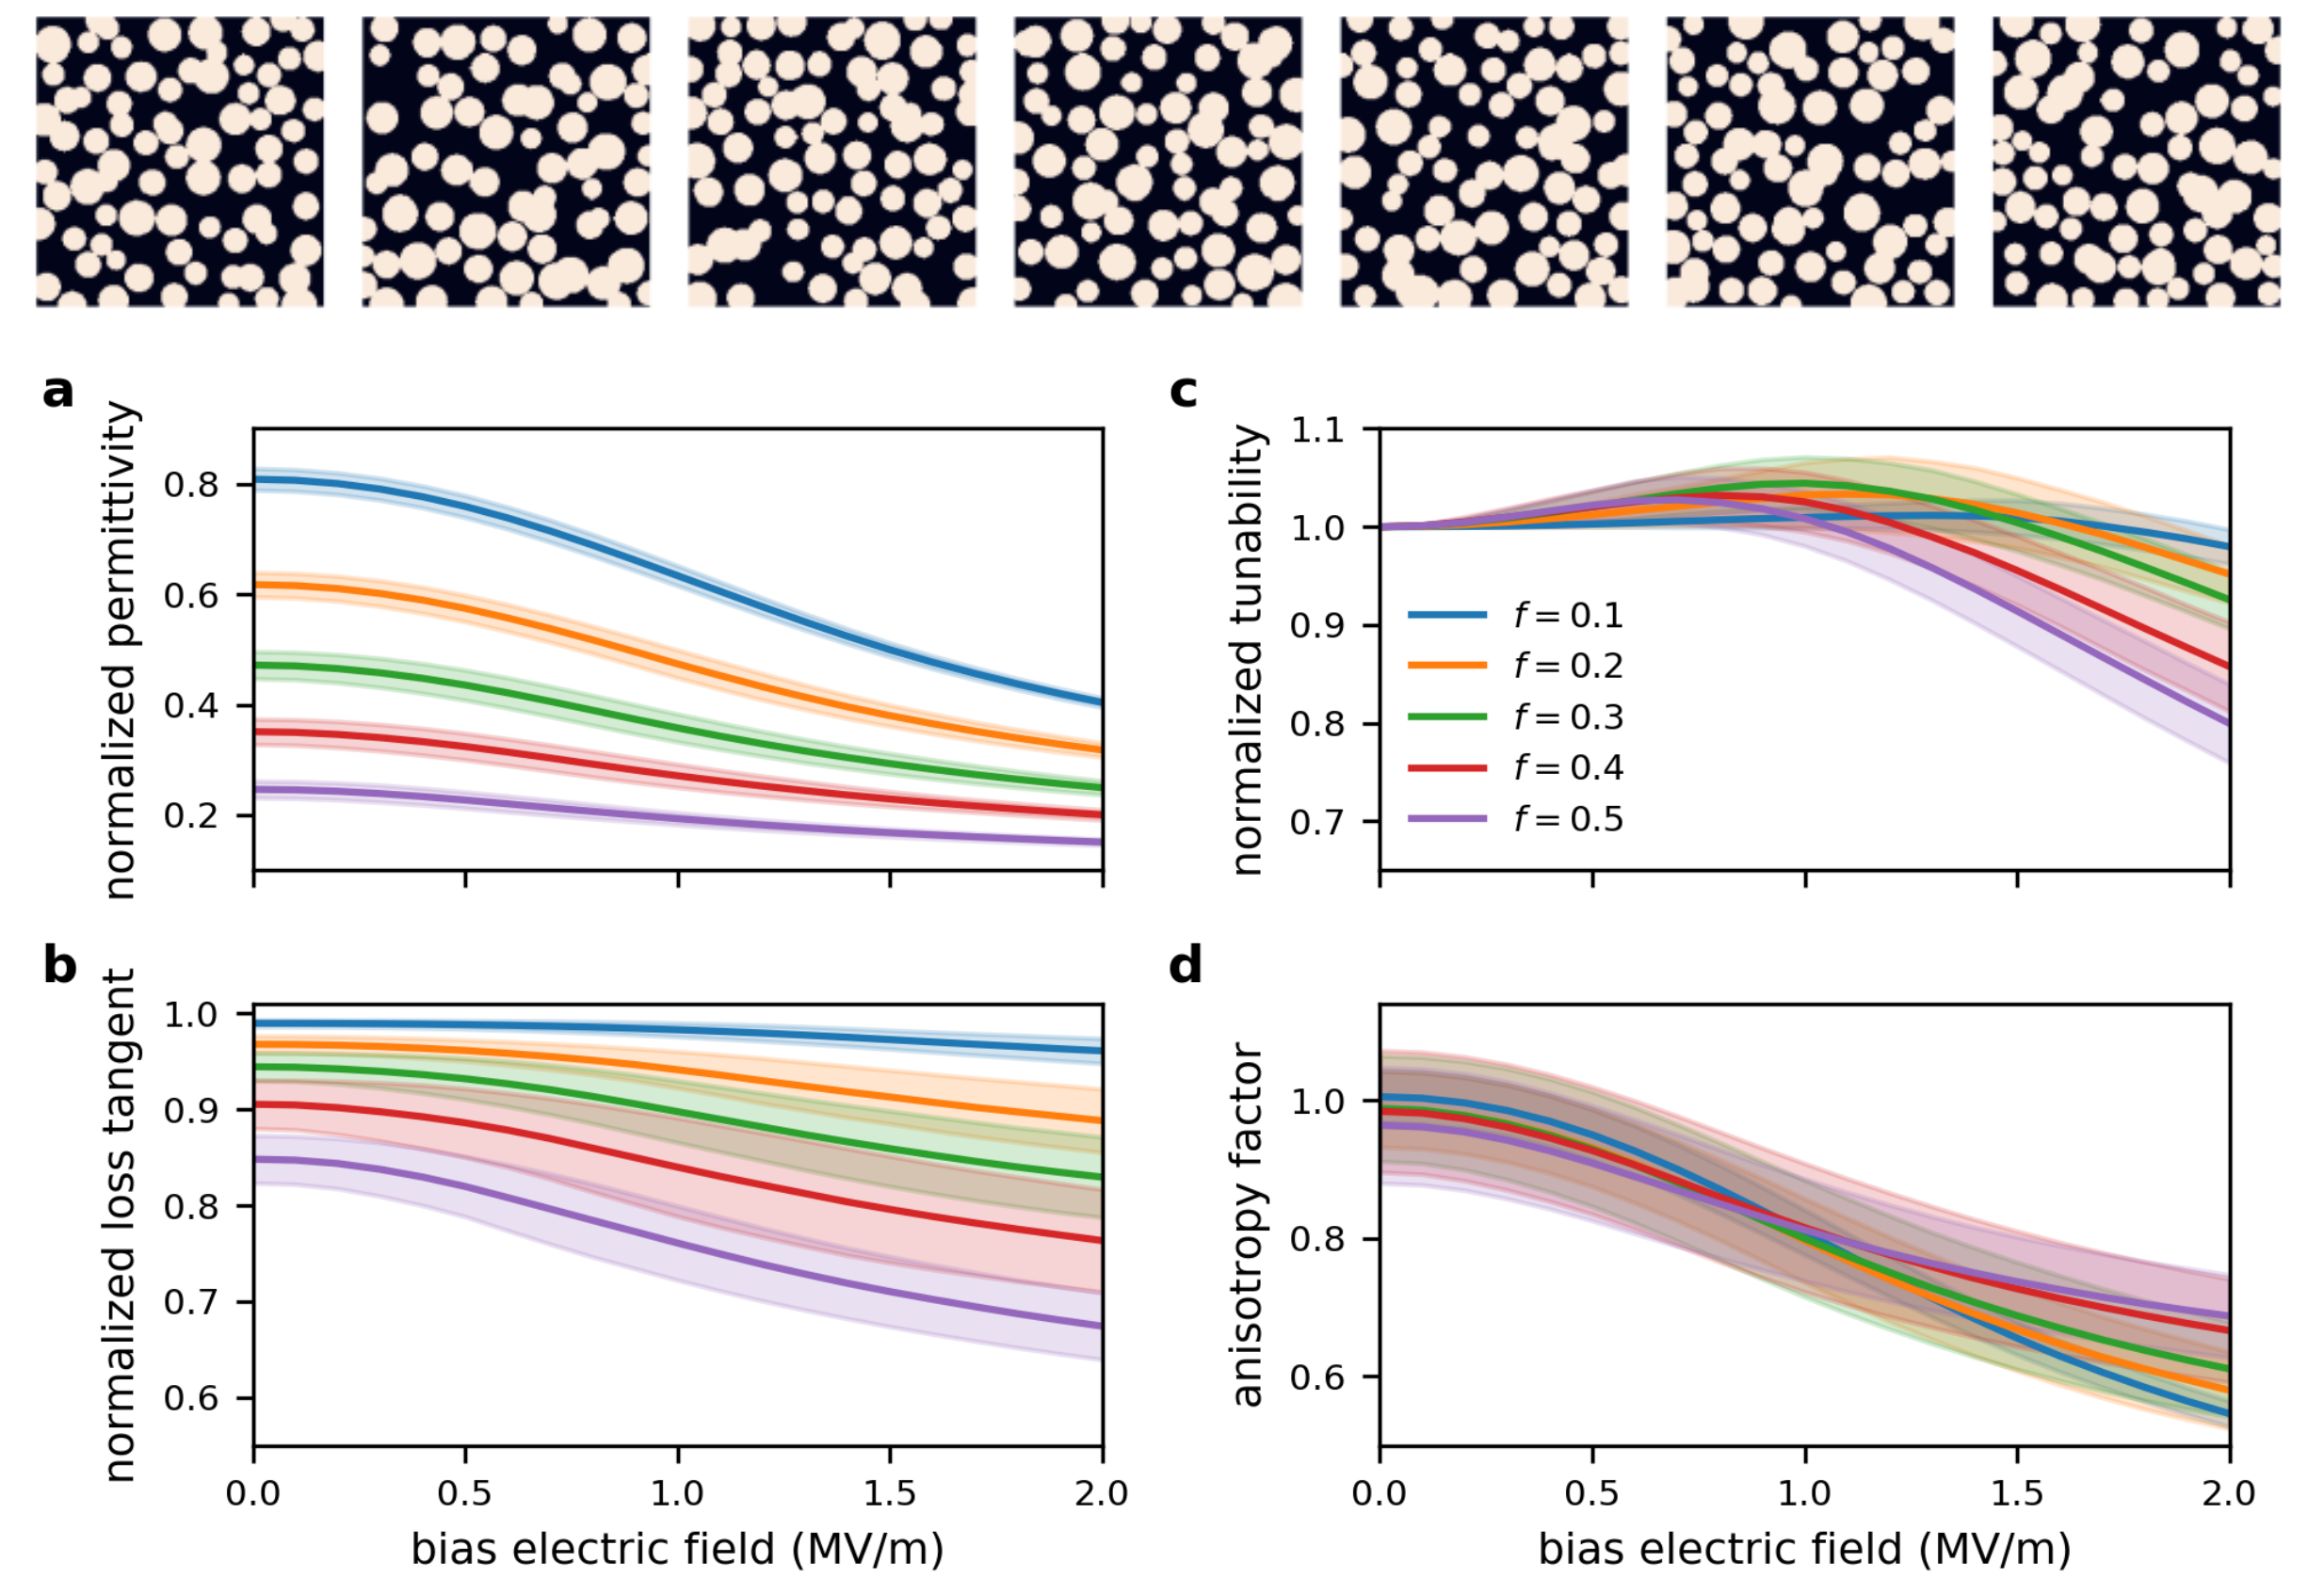 a
normalized permittivity
0.8
0.6
0.4
0.2
c
normalized tunability
1.1
1.0
0.9
0.8
0.7
f = 0.1
f = 0.2
f = 0.3
f = 0.4
f = 0.5
b
normalized loss tangent
1.0
0.9
0.8
0.7
0.6
0.0 0.5 1.0 1.5 2.0
bias electric field (MV/m)
d
anisotropy factor
1.0
0.8
0.6
0.0 0.5 1.0 1.5 2.0
bias electric field (MV/m)